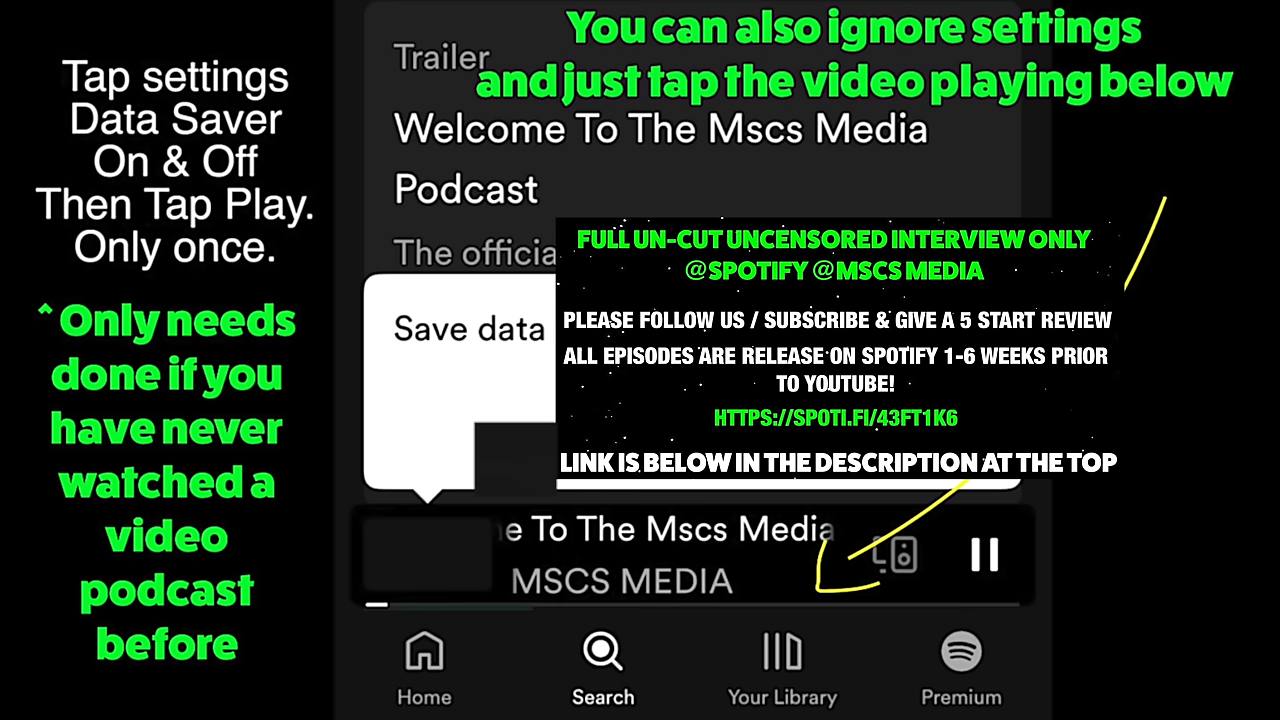 You can also ignore settings
and just tap the video playing below
Tap settings
Data Saver
On & Off
Then Tap Play.
Only once.
^ Only needs
done if you
have never
watched a
video
podcast
before
Trailer
Welcome To The Mscs Media
Podcast
The officia
Save data
FULL UN-CUT UNCENSORED INTERVIEW ONLY
@SPOTIFY @MSCS MEDIA
PLEASE FOLLOW US / SUBSCRIBE & GIVE A 5 START REVIEW
ALL EPISODES ARE RELEASE ON SPOTIFY 1-6 WEEKS PRIOR
TO YOUTUBE!
HTTPS://SPOTI.FI/43FT1K6
LINK IS BELOW IN THE DESCRIPTION AT THE TOP
e To The Mscs Media
MSCS MEDIA
Home
Search
Your Library
Premium